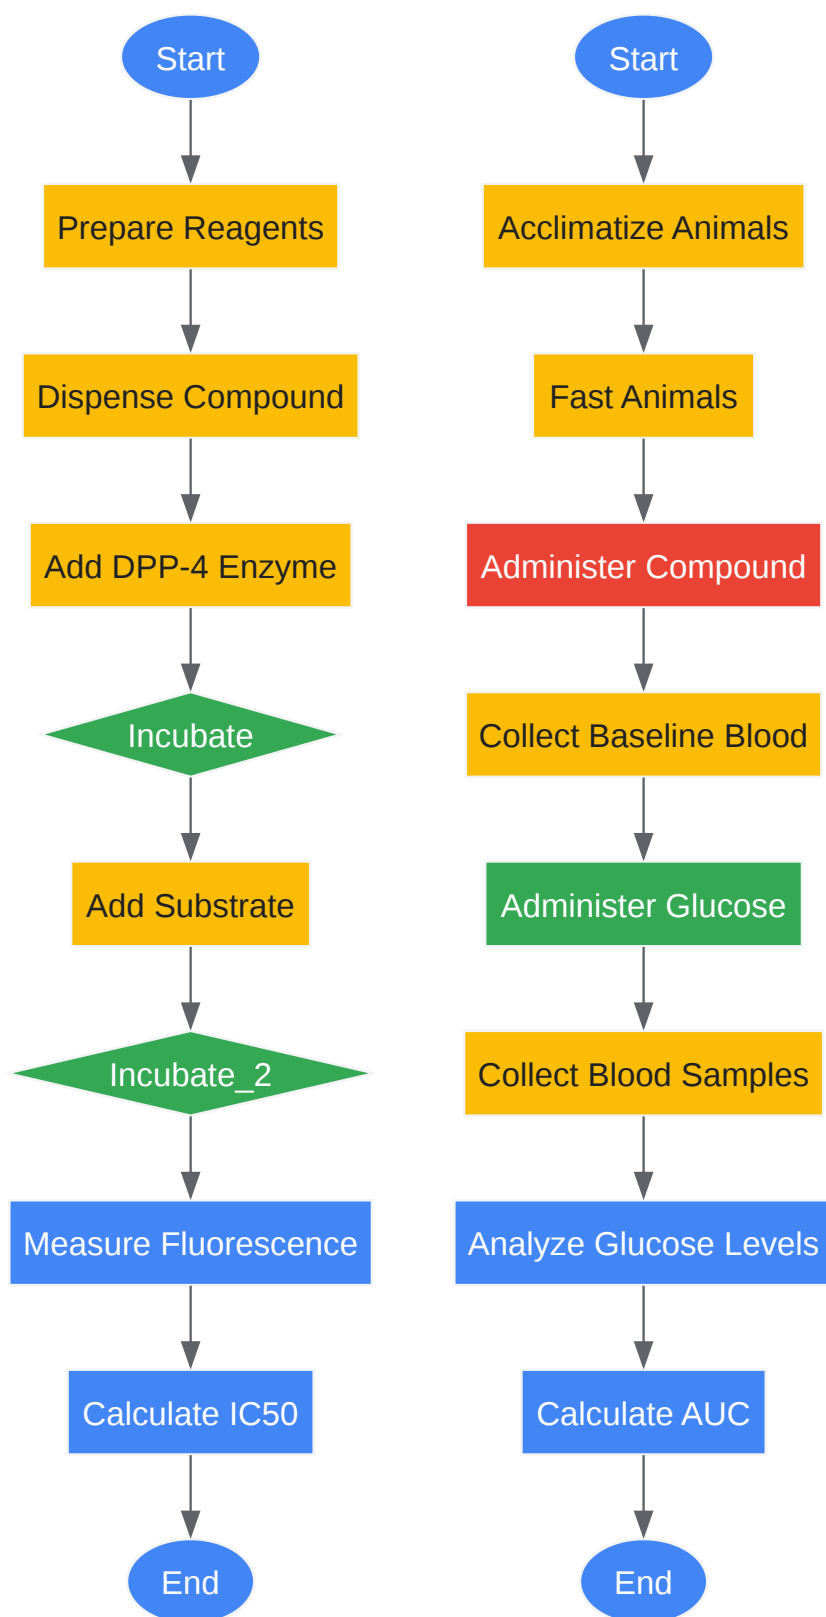 Start
Prepare Reagents
Dispense Compound
Add DPP-4 Enzyme
Incubate
Add Substrate
Incubate_2
Measure Fluorescence
Calculate IC50
End
Start
Acclimatize Animals
Fast Animals
Administer Compound
Collect Baseline Blood
Administer Glucose
Collect Blood Samples
Analyze Glucose Levels
Calculate AUC
End